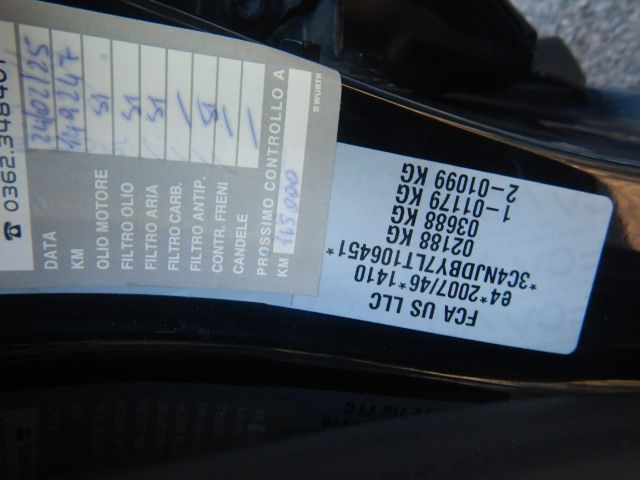 ☎ 0362.348401
DATA 24/02/25
KM 149247
OLIO MOTORE SI
FILTRO OLIO SI
FILTRO ARIA SI
FILTRO CARB. /
FILTRO ANTIP. SI
CONTR. FRENI /
CANDELE /
PROSSIMO CONTROLLO A
KM 165.000
WÜRTH
FCA US LLC
e4*2007/46*1410
*3C4NJDBY7LT106451*
02188 KG
03688 KG
1-01179 KG
2-01099 KG